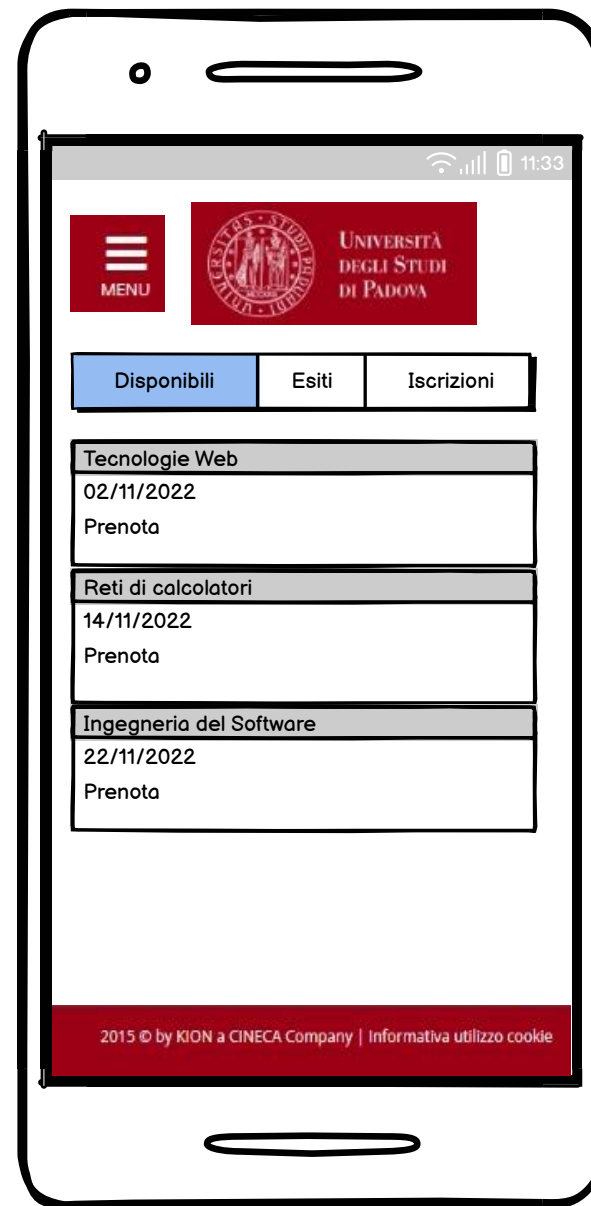 11:33
MENU
UNIVERSITÀ
DEGLI STUDI
DI PADOVA
Disponibili Esiti Iscrizioni
Tecnologie Web
02/11/2022
Prenota
Reti di calcolatori
14/11/2022
Prenota
Ingegneria del Software
22/11/2022
Prenota
2015 © by KION a CINECA Company | Informativa utilizzo cookie